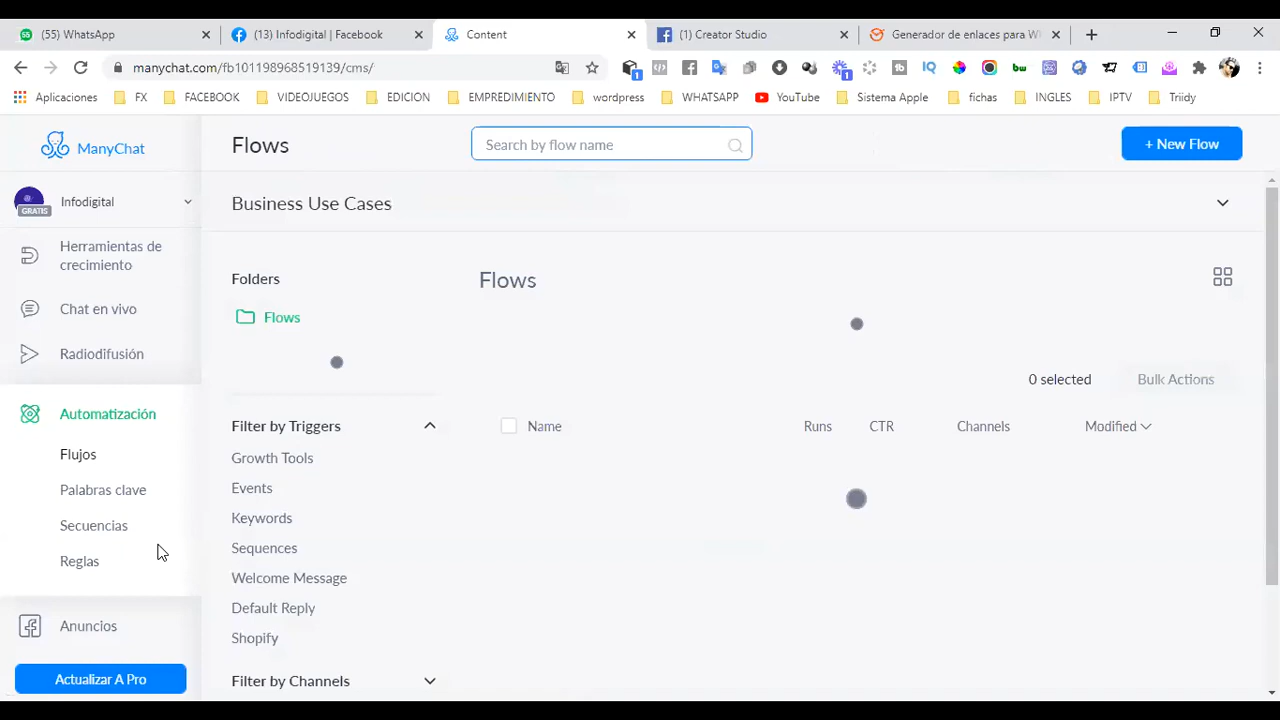 (55) WhatsApp
(13) Infodigital | Facebook
Content
(1) Creator Studio
Generador de enlaces para W
manychat.com/fb101198968519139/cms/
Aplicaciones
FX
FACEBOOK
VIDEOJUEGOS
EDICION
EMPREDIMIENTO
wordpress
WHATSAPP
YouTube
Sistema Apple
fichas
INGLES
IPTV
Triidy
ManyChat
Flows
Search by flow name
+ New Flow
Infodigital
GRATIS
Business Use Cases
Herramientas de
crecimiento
Chat en vivo
Radiodifusión
Automatización
Flujos
Palabras clave
Secuencias
Reglas
Anuncios
Actualizar A Pro
Folders
Flows
Filter by Triggers
Growth Tools
Events
Keywords
Sequences
Welcome Message
Default Reply
Shopify
Filter by Channels
Flows
0 selected
Bulk Actions
Name
Runs
CTR
Channels
Modified